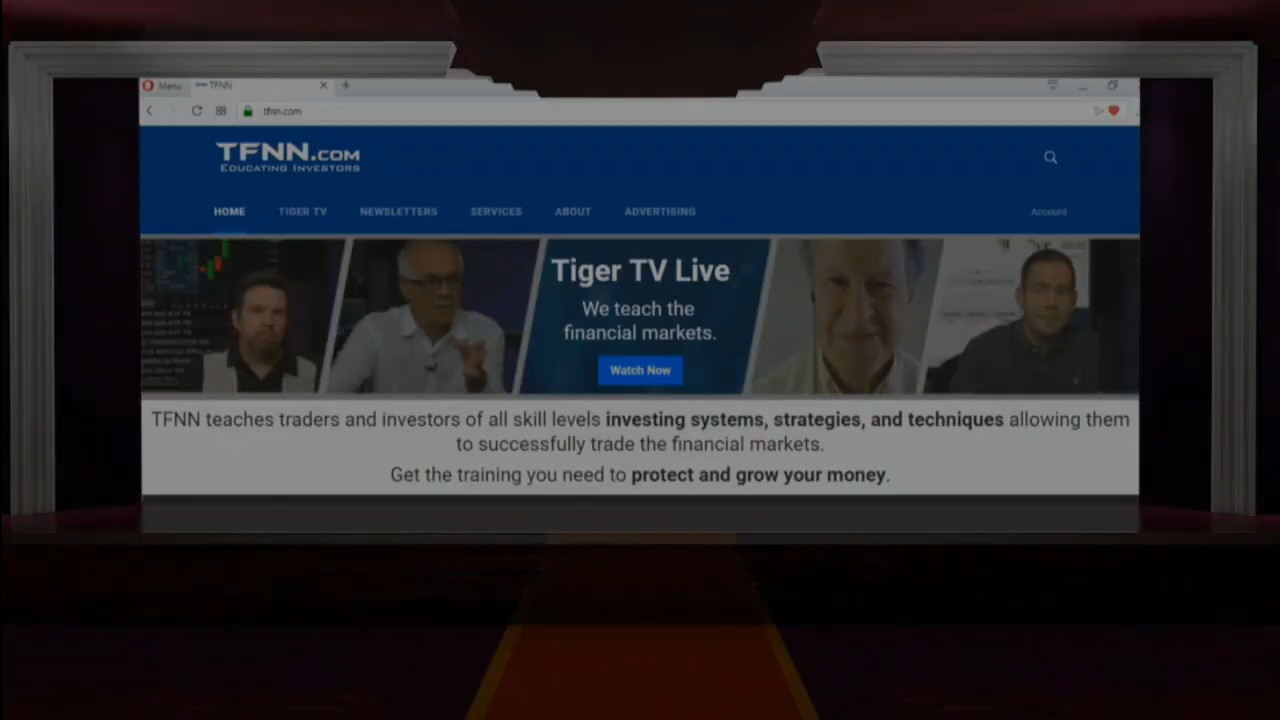 Menu TFNN
tfnn.com
TFNN.COM
EDUCATING INVESTORS
HOME TIGER TV NEWSLETTERS SERVICES ABOUT ADVERTISING Account
Tiger TV Live
We teach the
financial markets.
Watch Now
TFNN teaches traders and investors of all skill levels investing systems, strategies, and techniques allowing them
to successfully trade the financial markets.
Get the training you need to protect and grow your money.